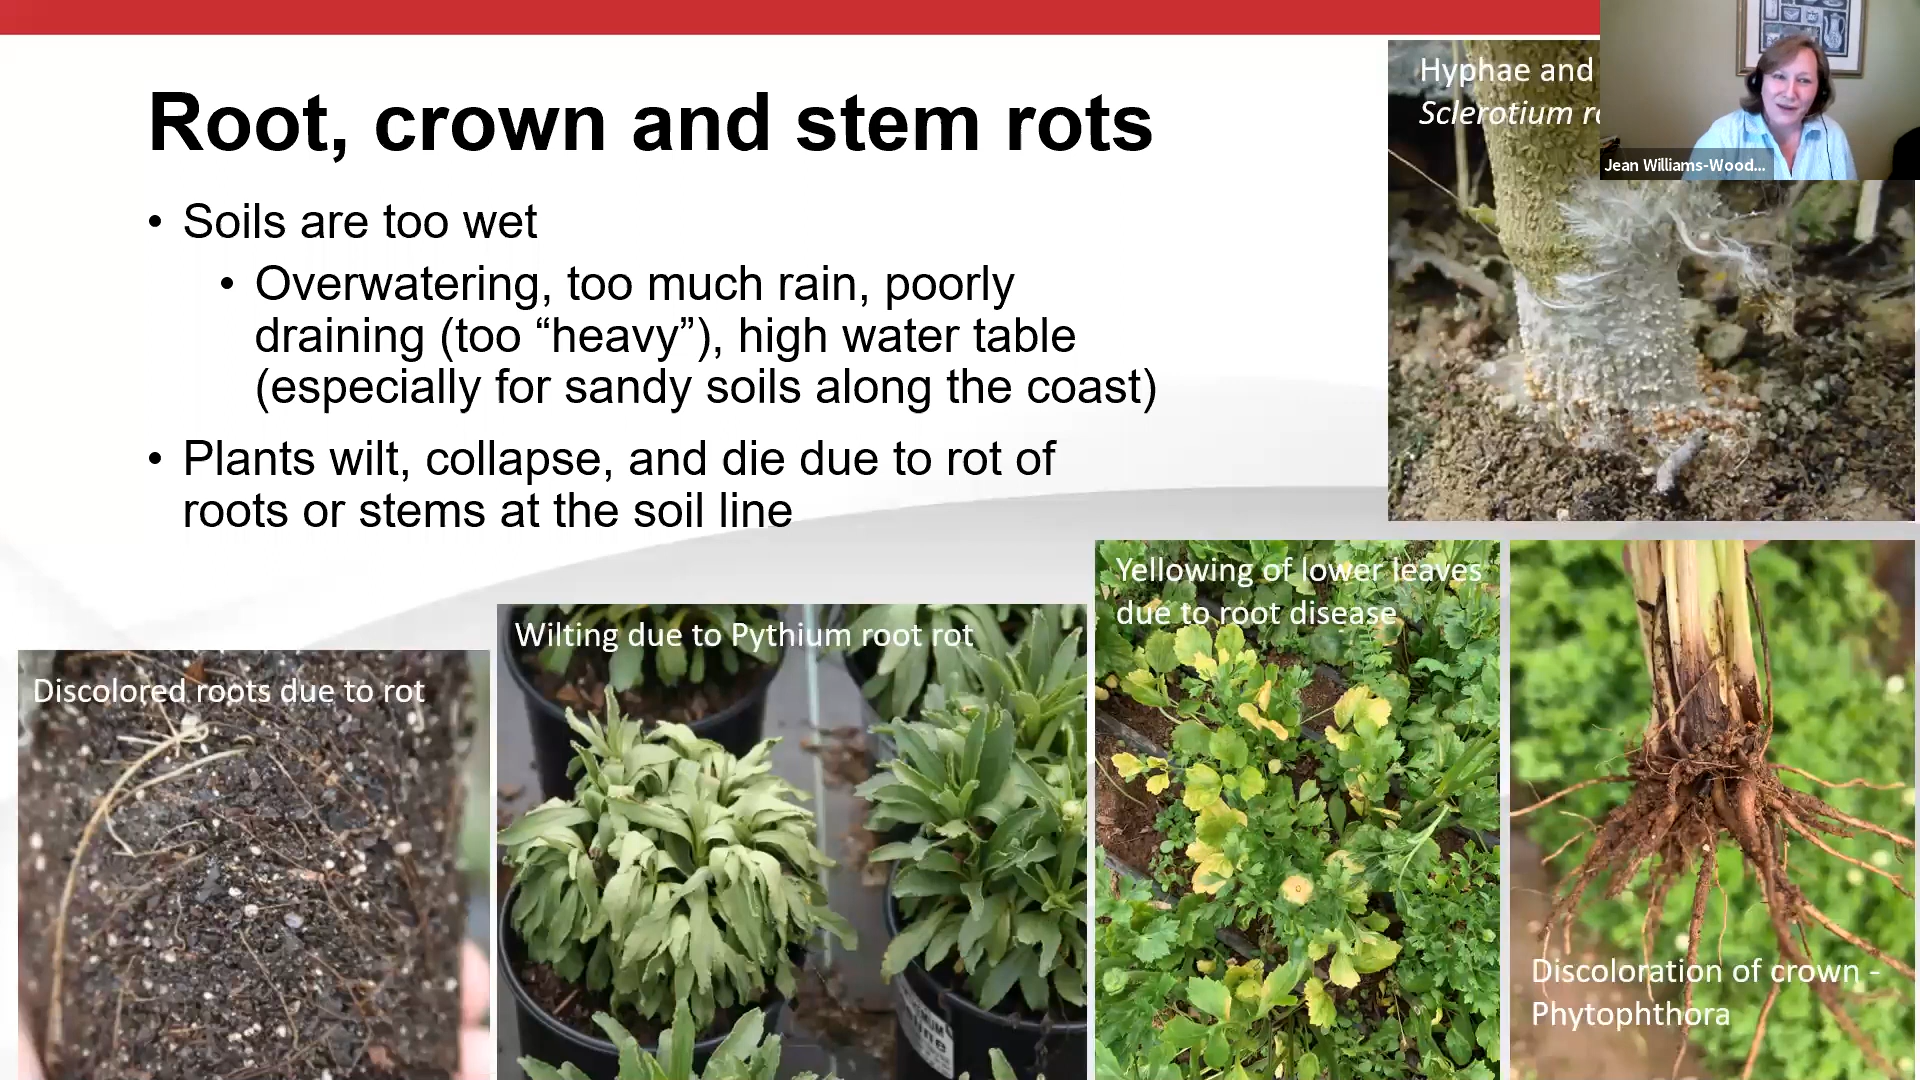 Root, crown and stem rots
• Soils are too wet
• Overwatering, too much rain, poorly
draining (too “heavy”), high water table
(especially for sandy soils along the coast)
• Plants wilt, collapse, and die due to rot of
roots or stems at the soil line
Hyphae and
Sclerotium
Jean Williams-Wood...
Discolored roots due to rot
Wilting due to Pythium root rot
Yellowing of lower leaves
due to root disease
Discoloration of crown -
Phytophthora